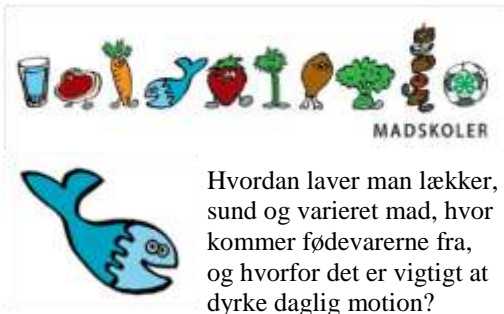 MADSKOLER
Hvordan laver man lækker,
sund og varieret mad, hvor
kommer fødevarerne fra,
og hvorfor det er vigtigt at
dyrke daglig motion?